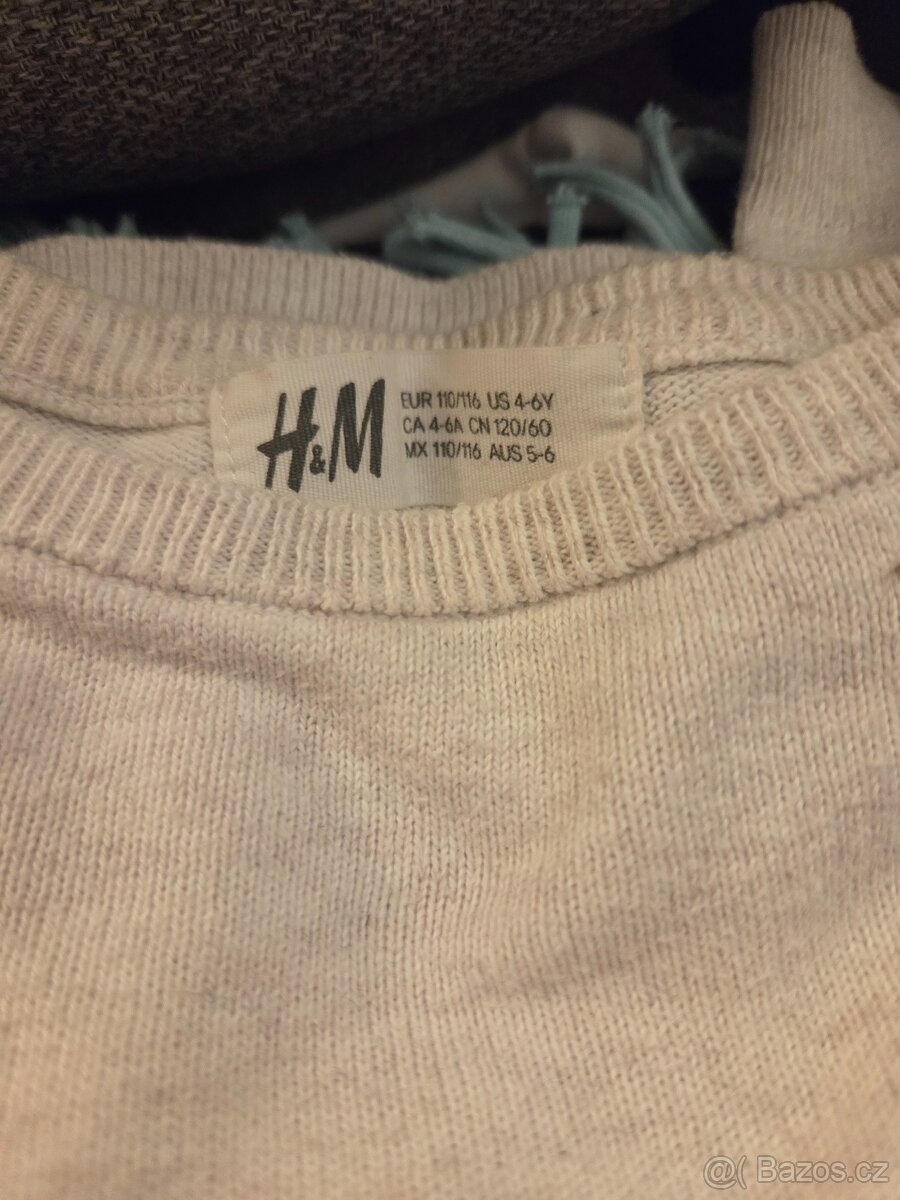 H&M
EUR 110/116 US 4-6Y
CA 4-6A CN 120/60
MX 110/116 AUS 5-6
@( Bazos.cz